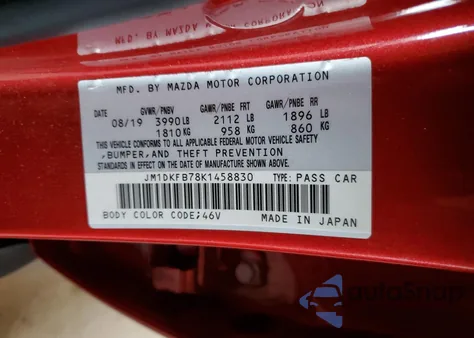 MFD. BY MAZDA MOTOR CORPORATION
DATE GVWR/PNBV GAWR/PNBE FRT GAWR/PNBE RR
08/19 3990LB 2112 LB 1896 LB
1810KG 958 KG 860 KG
THIS VEHICLE CONFORMS TO ALL APPLICABLE FEDERAL MOTOR VEHICLE SAFETY
,BUMPER,AND THEFT PREVENTION
STANDARDS IN EFFECT ON THE DATE OF MANUFACTURE SHOWN ABOVE.
JM1DKFB78K1458830 TYPE: PASS CAR
BODY COLOR CODE;46V MADE IN JAPAN
autoSnap